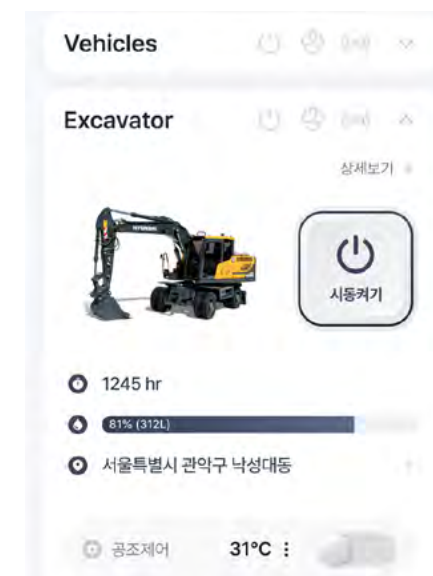 Vehicles
Excavator
상세보기
HYUNDAI
시동켜기
1245 hr
81% (312L)
서울특별시 관악구 낙성대동
공조제어 31°C